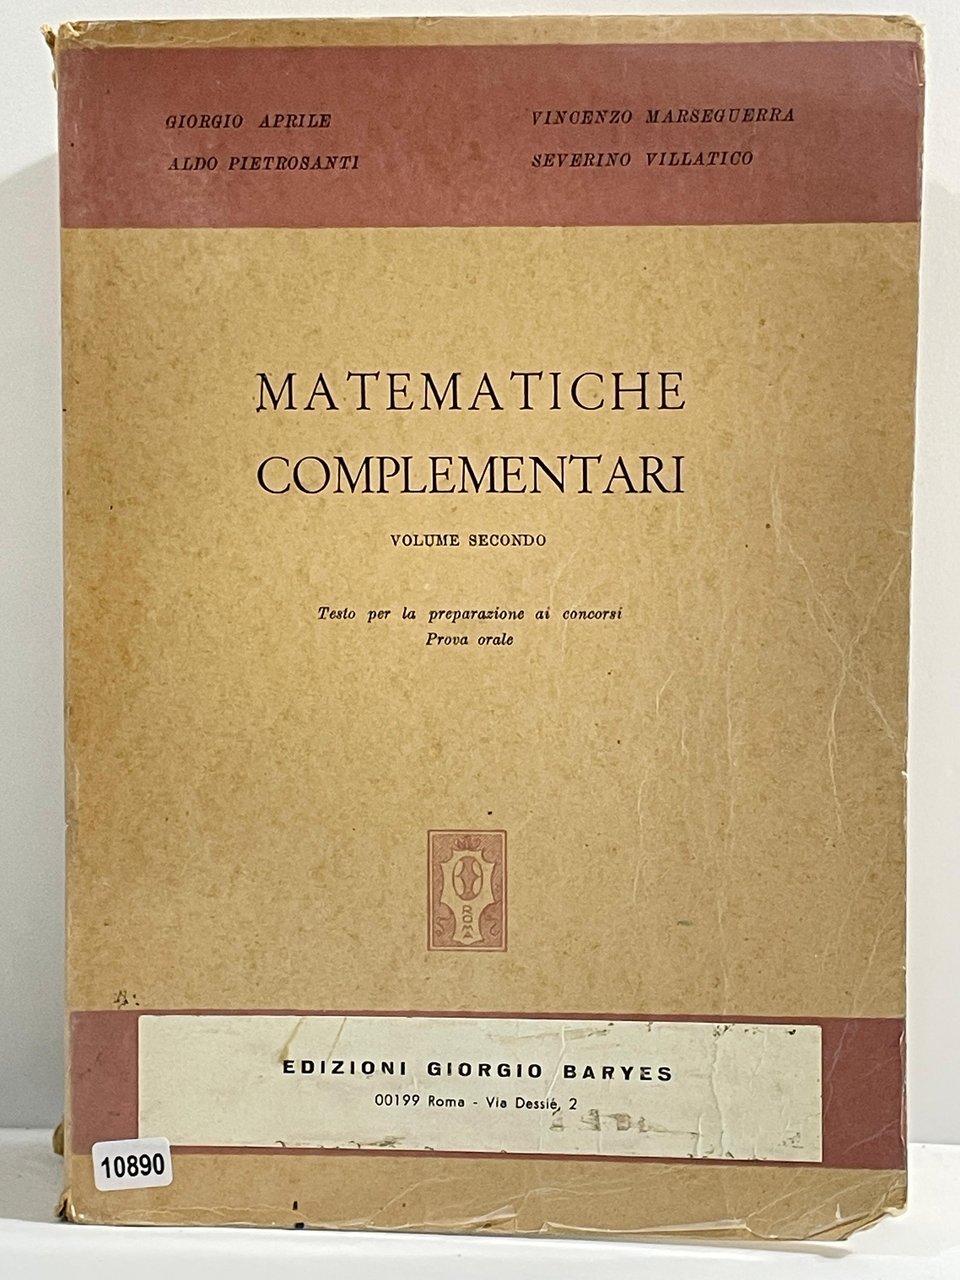 GIORGIO APRILE
VINCENZO MARSEGUERRA
ALDO PIETROSANTI
SEVERINO VILLATICO
MATEMATICHE
COMPLEMENTARI
VOLUME SECONDO
Testo per la preparazione ai concorsi
Prova orale
ROMA
EDIZIONI GIORGIO BARYES
00199 Roma - Via Dessié, 2
10890